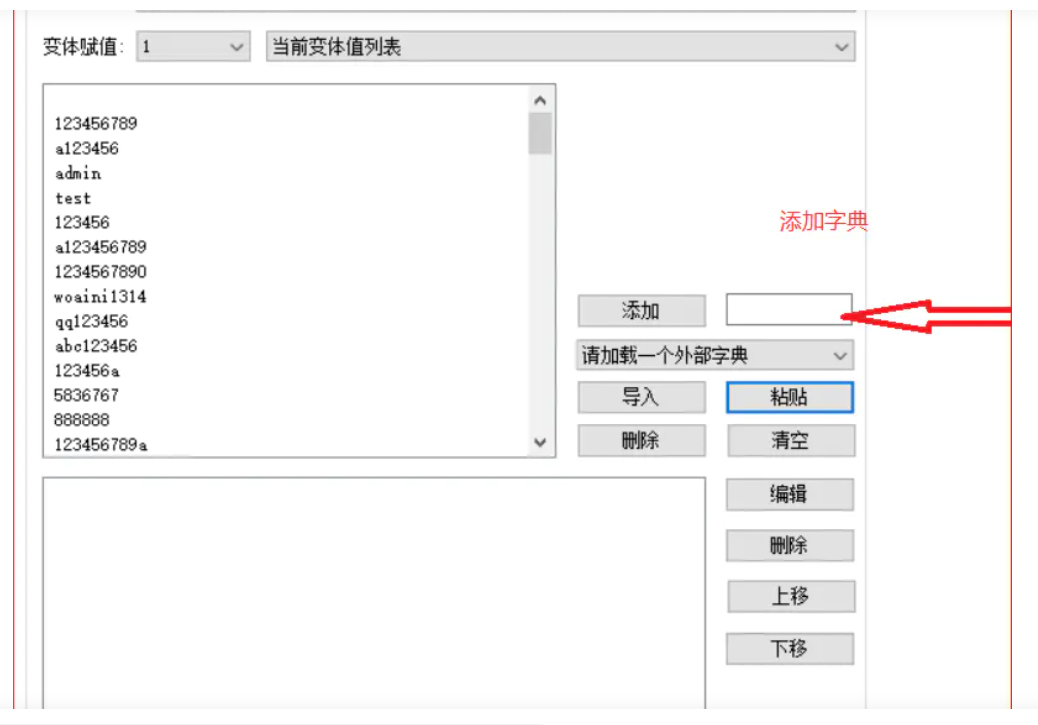 变体赋值: 1 当前变体值列表
123456789
a123456
admin
test
123456
a123456789
添加字典
1234567890
woaini1314
添加
qq123456
abc123456
请加载一个外部字典
123456a
5836767
导入 粘贴
888888
123456789a
删除 清空
编辑
删除
上移
下移